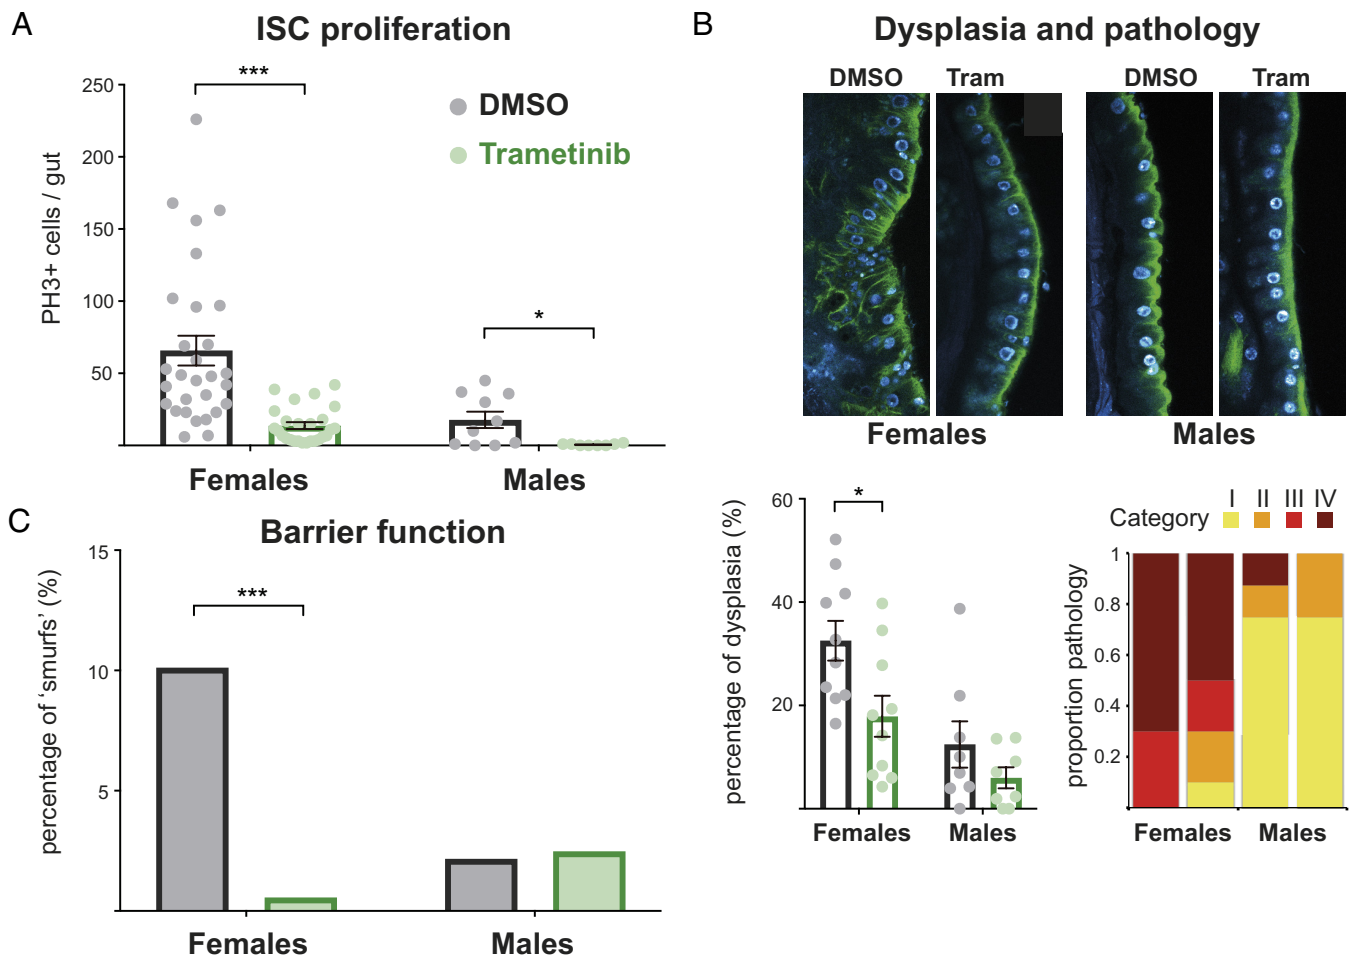 A
ISC proliferation
***
250
200
150
100
50
PH3+ cells / gut
DMSO
Trametinib
*
Females
Males
B
Dysplasia and pathology
DMSO
Tram
DMSO
Tram
Females
Males
C
Barrier function
15
10
5
percentage of ‘smurfs’ (%)
***
Females
Males
60
40
20
percentage of dysplasia (%)
*
Females
Males
Category
I
II
III
IV
1
0.8
0.6
0.4
0.2
proportion pathology
Females
Males